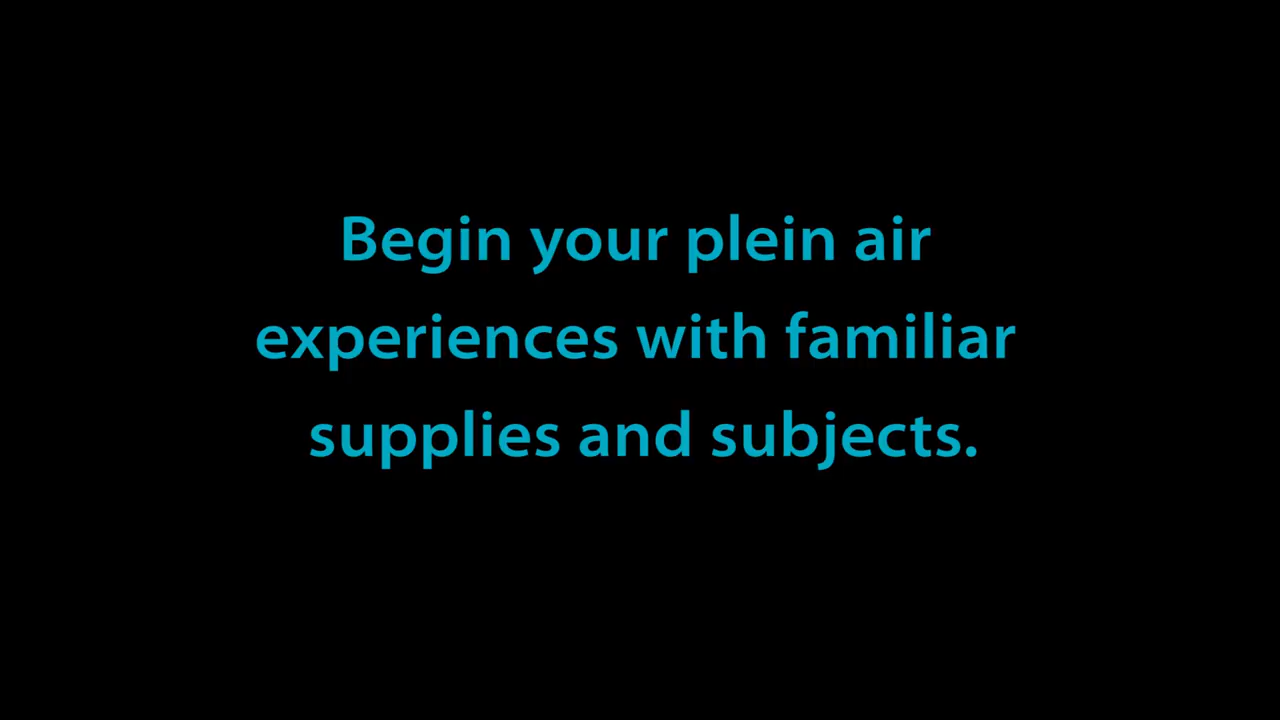 Begin your plein air
experiences with familiar
supplies and subjects.